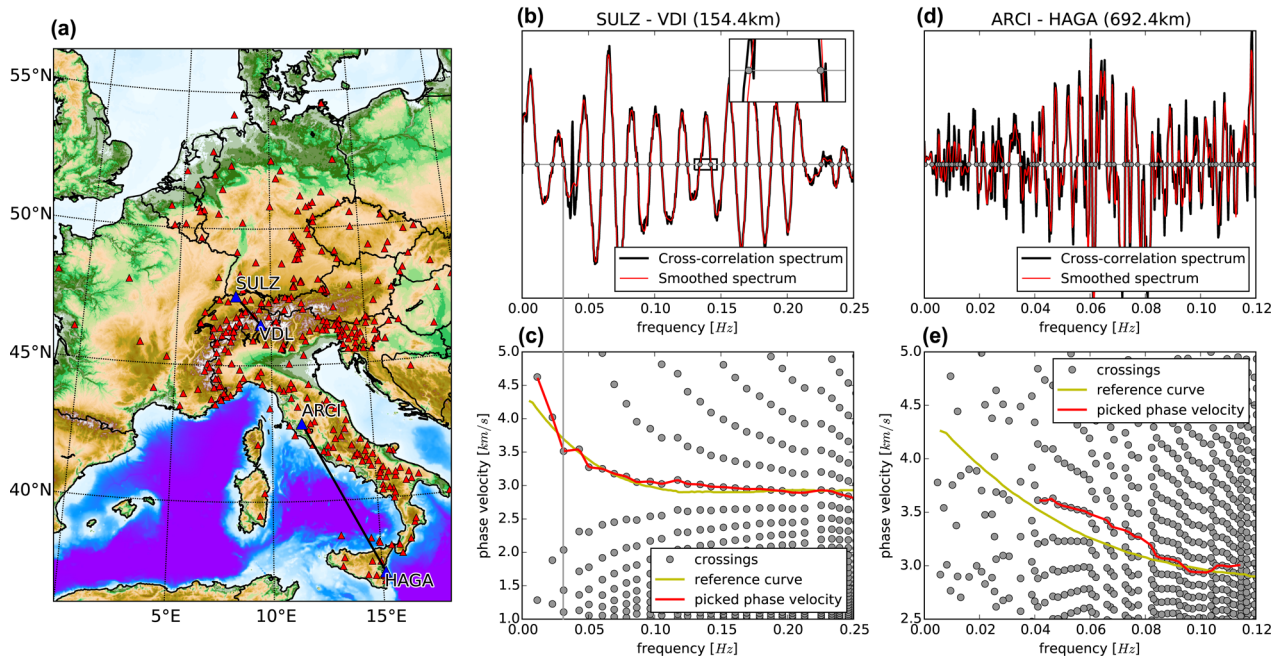 (a)
55°N
50°N
45°N
40°N
5°E
10°E
15°E
SULZ
VDL
ARCI
HAGA
(b)
SULZ - VDI (154.4km)
Cross-correlation spectrum
Smoothed spectrum
0.00 0.05 0.10 0.15 0.20 0.25
frequency [Hz]
(c)
phase velocity [km/s]
5.0
4.5
4.0
3.5
3.0
2.5
2.0
1.5
1.0
crossings
reference curve
picked phase velocity
0.00 0.05 0.10 0.15 0.20 0.25
frequency [Hz]
(d)
ARCI - HAGA (692.4km)
Cross-correlation spectrum
Smoothed spectrum
0.00 0.02 0.04 0.06 0.08 0.10 0.12
frequency [Hz]
(e)
phase velocity [km/s]
5.0
4.5
4.0
3.5
3.0
2.5
crossings
reference curve
picked phase velocity
0.00 0.02 0.04 0.06 0.08 0.10 0.12
frequency [Hz]